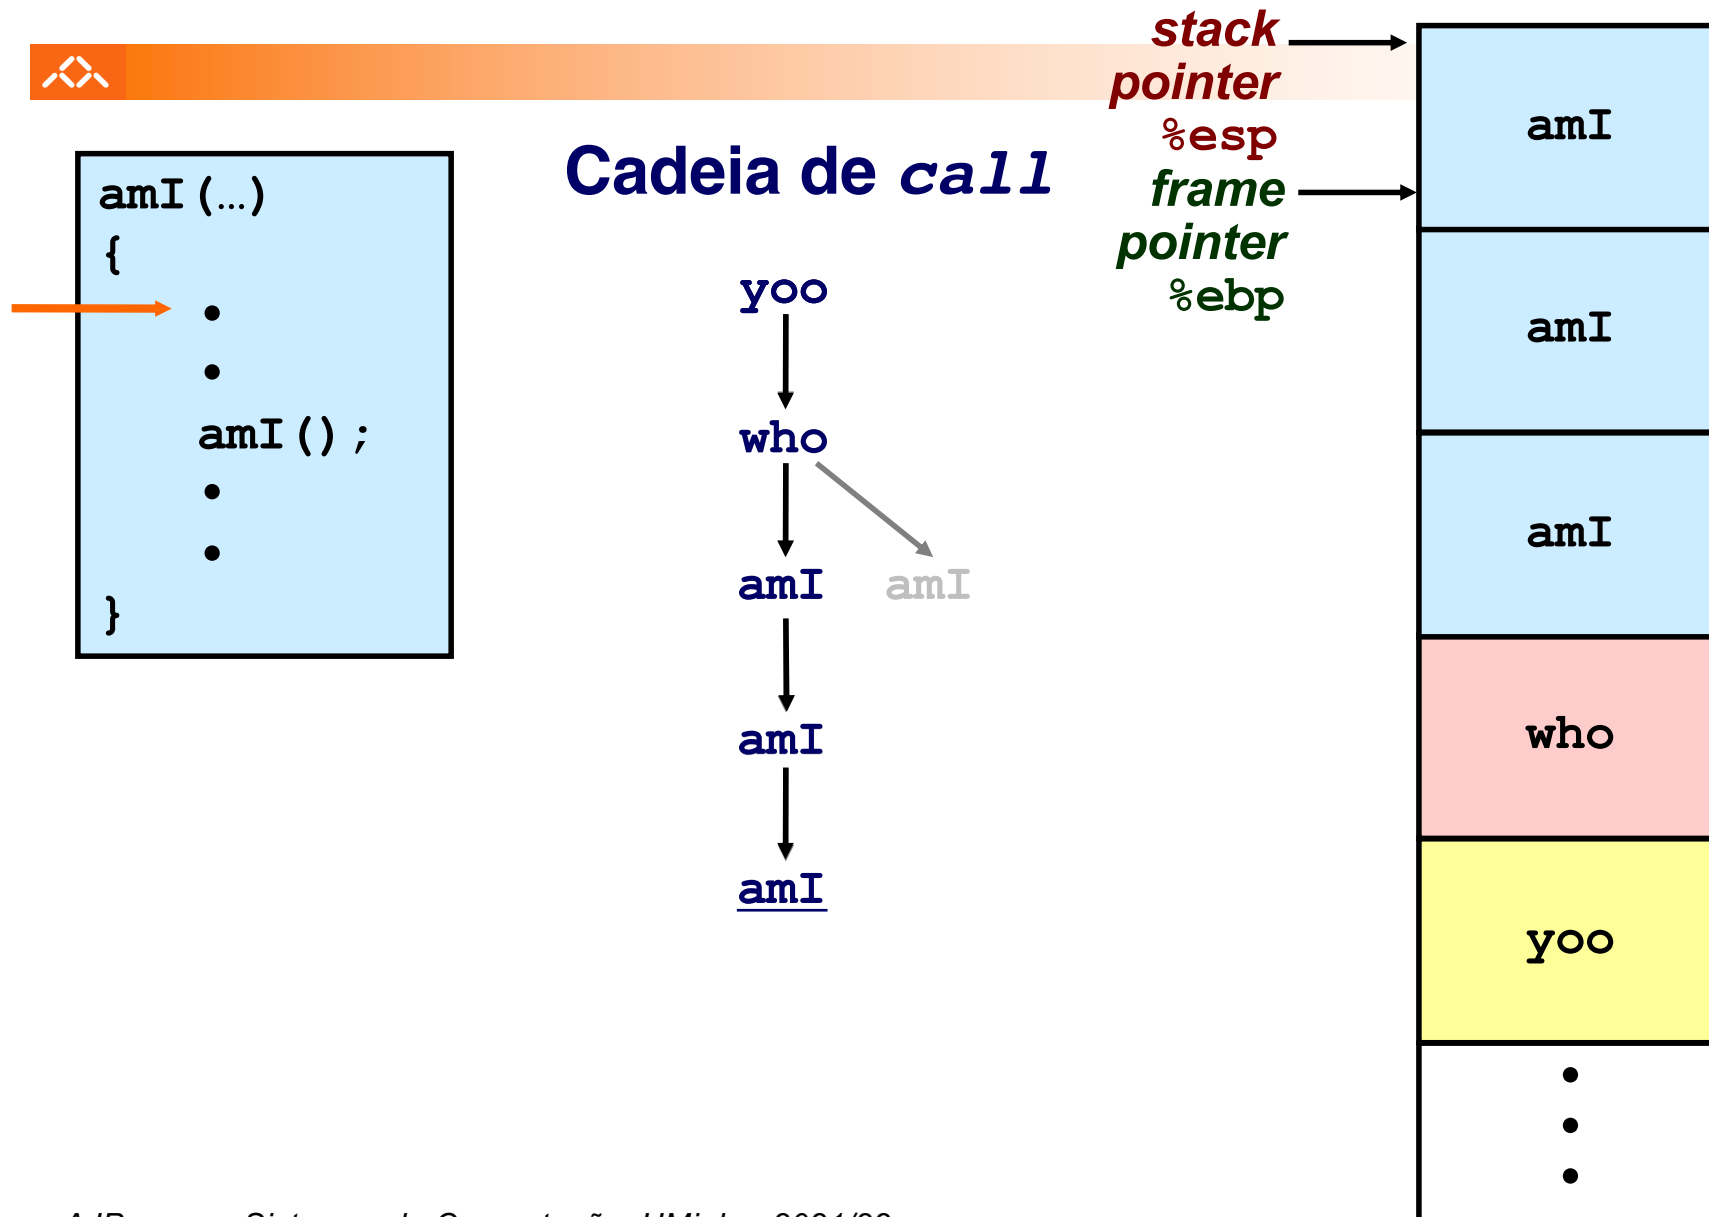 stack
pointer
%esp
frame
pointer
%ebp
Cadeia de call
amI(…)
{
•
•
amI();
•
•
}
yoo
who
amI amI
amI
amI
amI
amI
amI
who
yoo
•
•
•